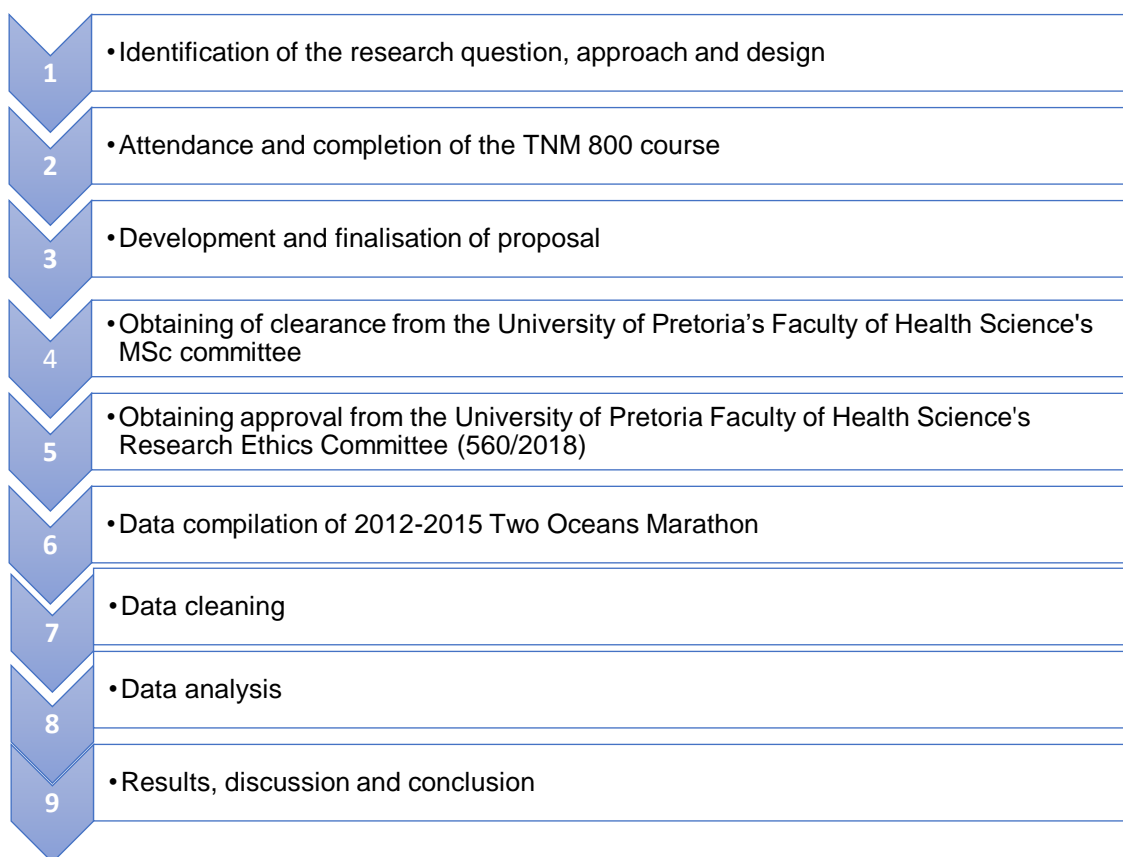 1
•Identification of the research question, approach and design
2
•Attendance and completion of the TNM 800 course
3
•Development and finalisation of proposal
4
•Obtaining of clearance from the University of Pretoria’s Faculty of Health Science's
MSc committee
5
•Obtaining approval from the University of Pretoria Faculty of Health Science's
Research Ethics Committee (560/2018)
6
•Data compilation of 2012-2015 Two Oceans Marathon
7
•Data cleaning
8
•Data analysis
9
•Results, discussion and conclusion